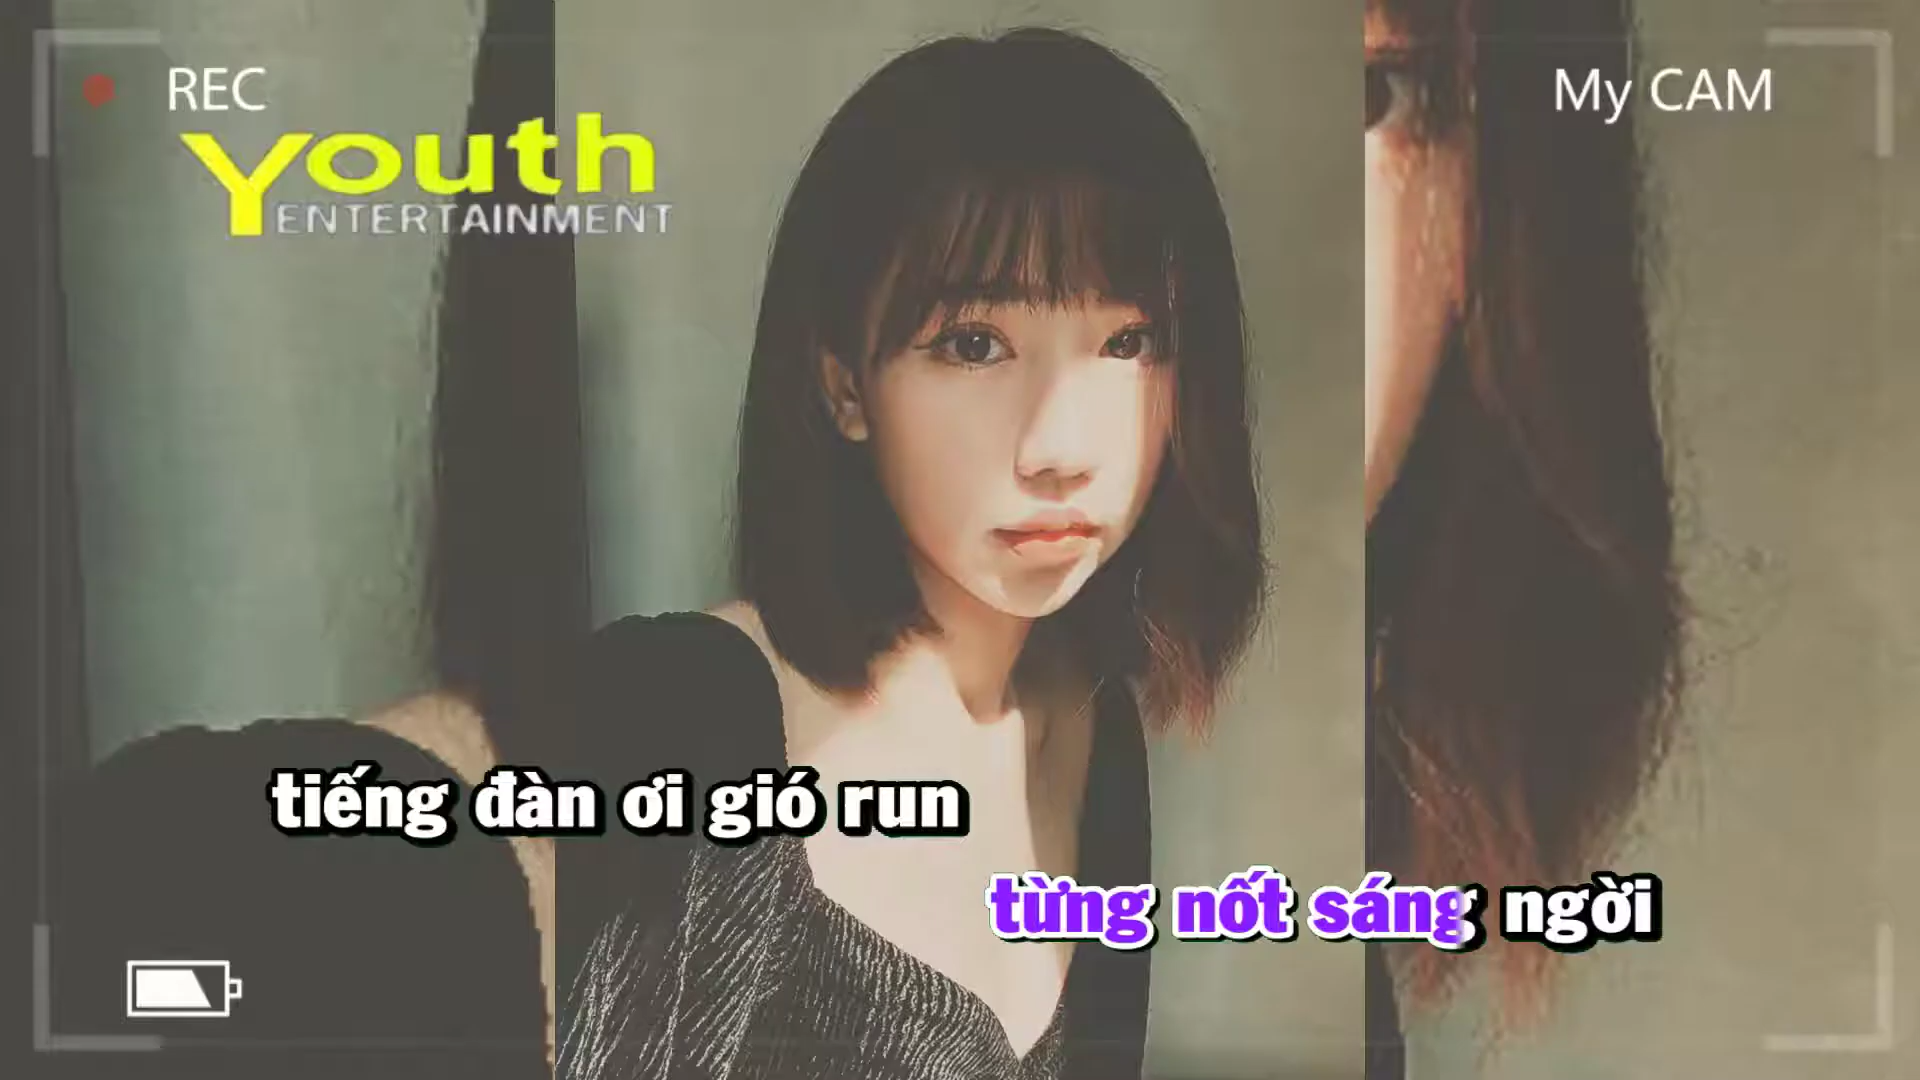 REC
My CAM
Youth
ENTERTAINMENT
tiếng đàn ơi gió run
từng nốt sáng ngời